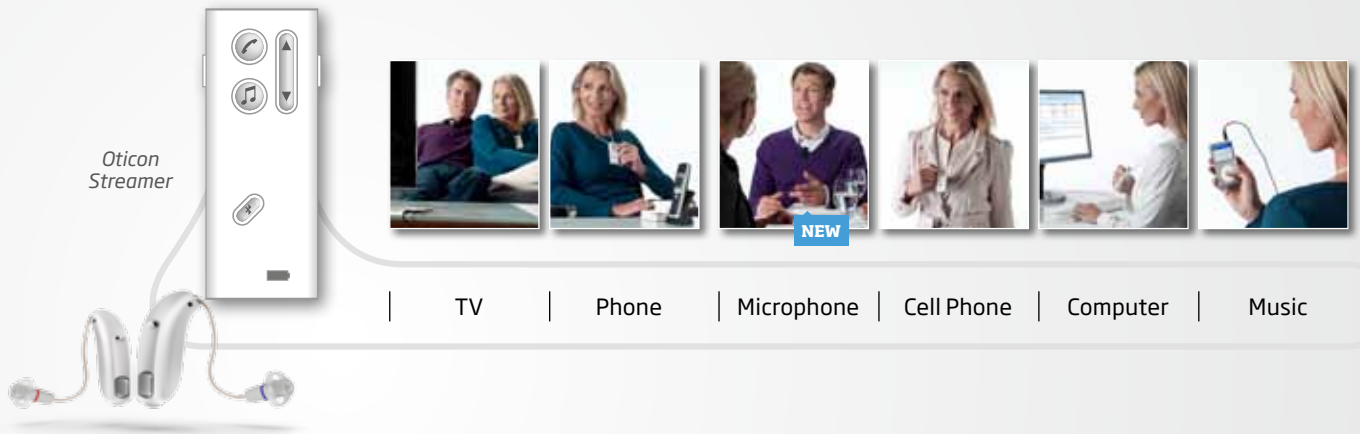 Oticon
Streamer
NEW
TV
Phone
Microphone
Cell Phone
Computer
Music